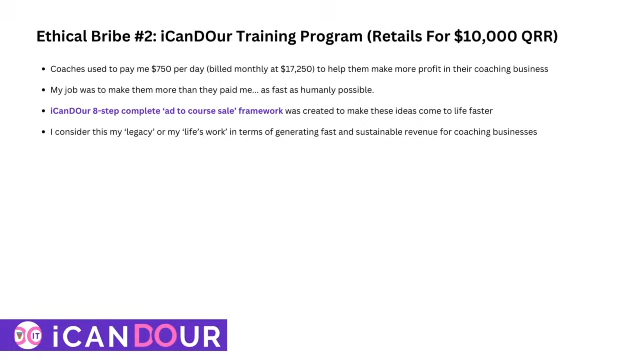 Ethical Bribe #2: iCanDOur Training Program (Retails For $10,000 QRR)
Coaches used to pay me $750 per day (billed monthly at $17,250) to help them make more profit in their coaching business
My job was to make them more than they paid me... as fast as humanly possible.
iCanDOur 8-step complete ‘ad to course sale’ framework was created to make these ideas come to life faster
I consider this my ‘legacy’ or my ‘life’s work’ in terms of generating fast and sustainable revenue for coaching businesses
IT
iCANDOUR